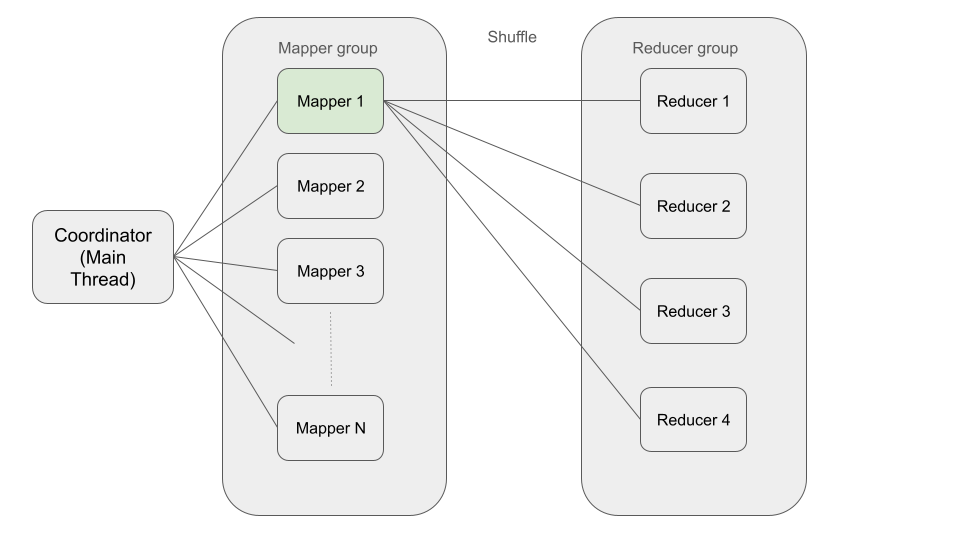 Mapper group
Shuffle
Reducer group
Mapper 1
Reducer 1
Mapper 2
Reducer 2
Coordinator
(Main
Thread)
Mapper 3
Reducer 3
Mapper N
Reducer 4